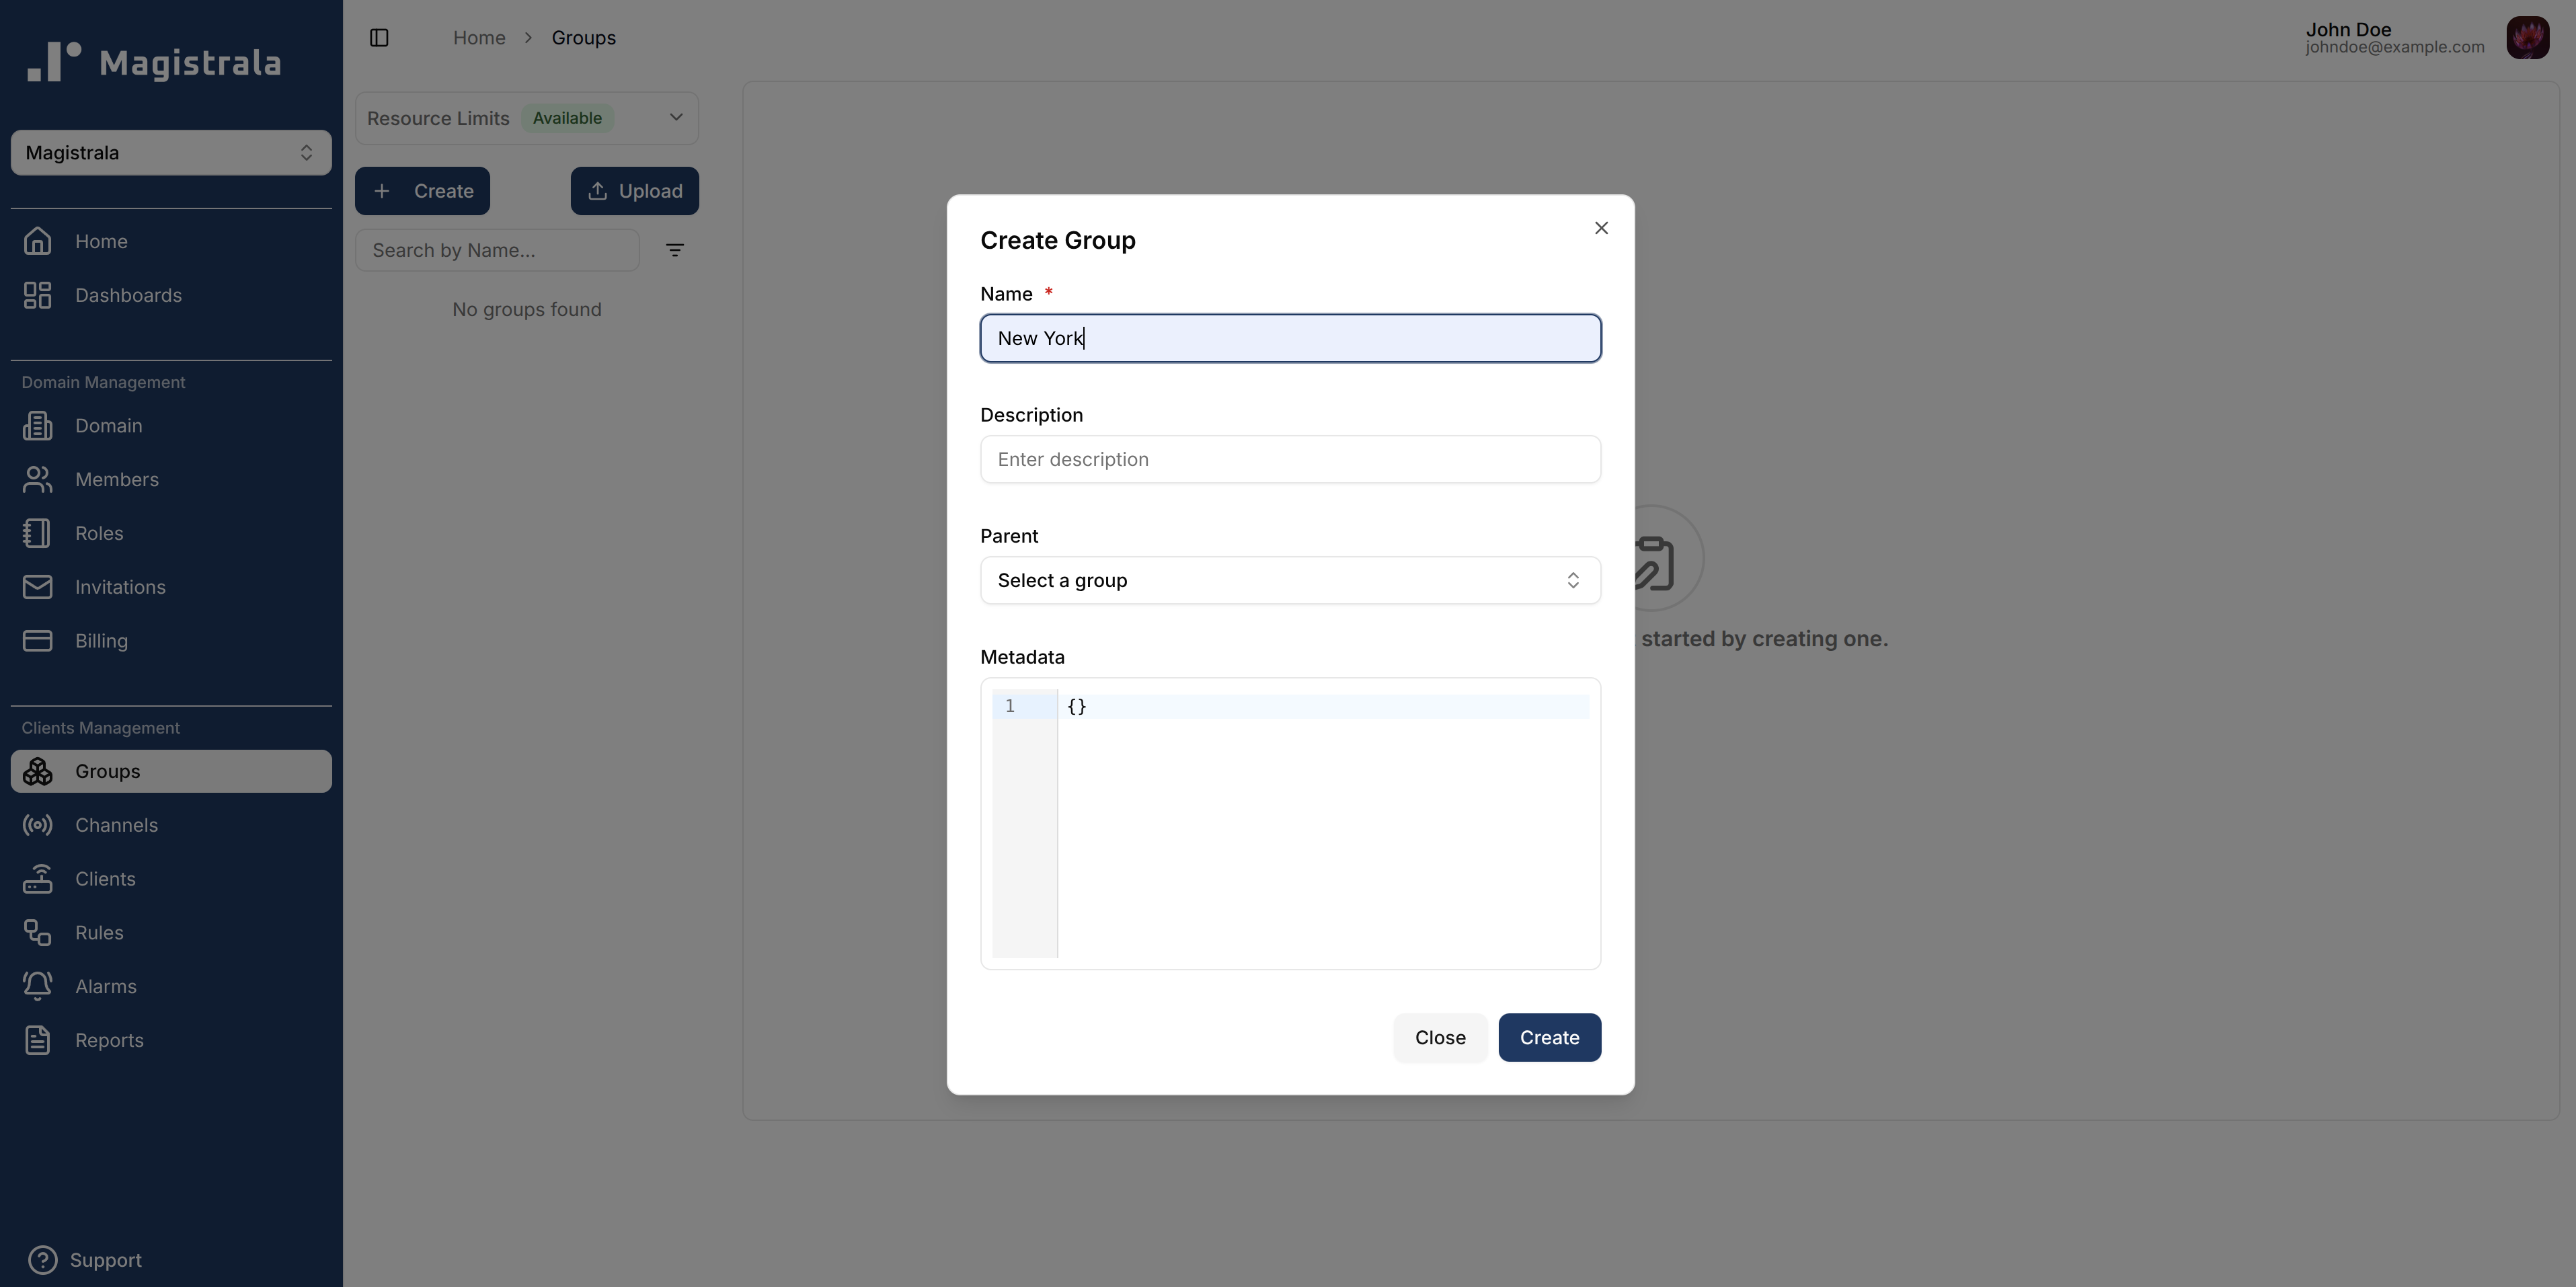 Magistrala
Magistrala
Home
Dashboards
Domain Management
Domain
Members
Roles
Invitations
Billing
Clients Management
Groups
Channels
Clients
Rules
Alarms
Reports
Support
Home > Groups
John Doe
johndoe@example.com
Resource Limits Available
Create Upload
Search by Name...
No groups found
started by creating one.
Create Group
Name *
New York
Description
Enter description
Parent
Select a group
Metadata
1 {}
Close Create